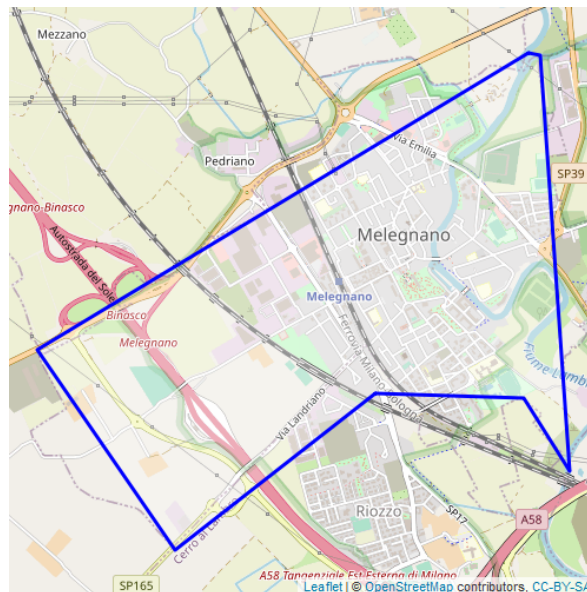 Mezzano
Via Emilia
Pedriano
SP39
gnano Binasco
Melegnano
Autostrada del Sole
Melegnano
Binasco
Melegnano
Ferrovia Milano-Bologna
Fiume Lambro
Via Landriano
Riozzo
SP17
A58
Cerro al Lambro
SP165
A58 Tangenziale Est Esterna di Milano
Leaflet | © OpenStreetMap contributors, CC-BY-SA